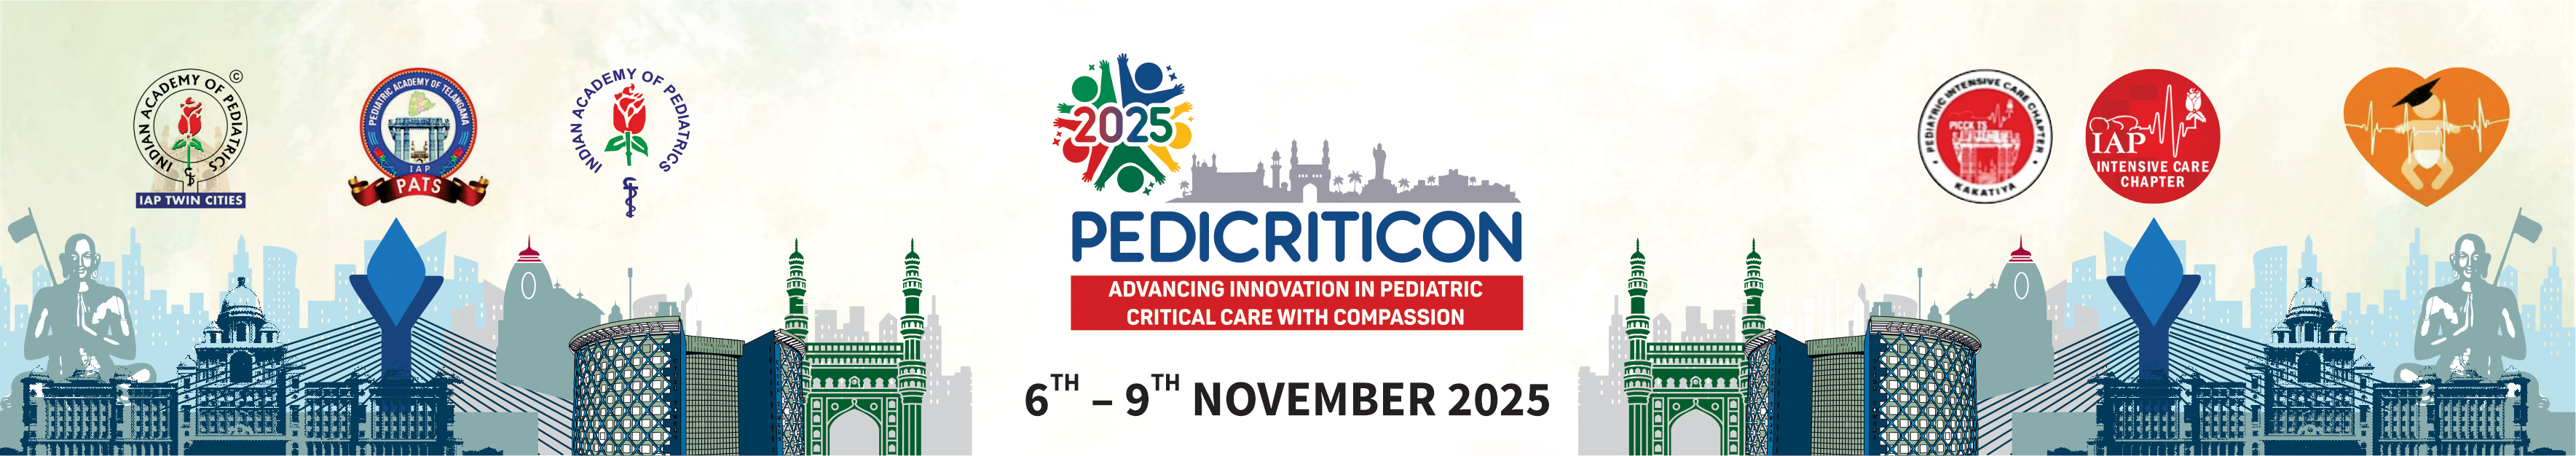 ©
INDIAN ACADEMY OF PEDIATRICS
IAP TWIN CITIES
PEDIATRIC ACADEMY OF TELANGANA
IAP
PATS
INDIAN ACADEMY OF PEDIATRICS
2025
PEDICRITICON
ADVANCING INNOVATION IN PEDIATRIC
CRITICAL CARE WITH COMPASSION
6TH – 9TH NOVEMBER 2025
PEDIATRIC INTENSIVE CARE CHAPTER
KAKATIYA
IAP
INTENSIVE CARE
CHAPTER